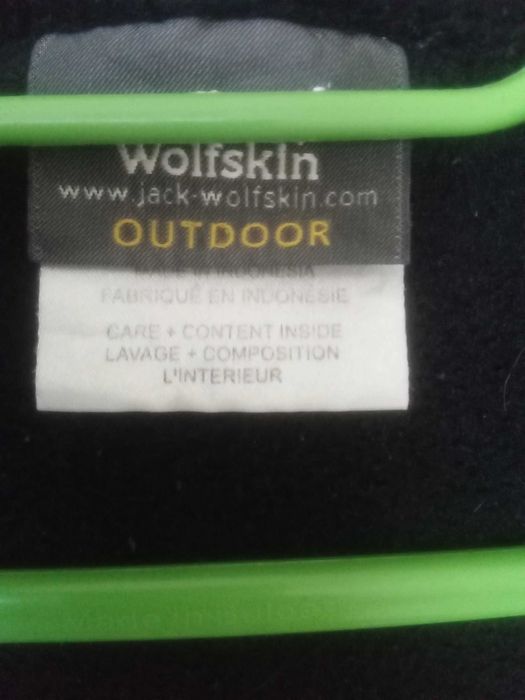 Wolfskin
www.jack-wolfskin.com
OUTDOOR
MADE IN INDONESIA
FABRIQUÉ EN INDONÉSIE
CARE + CONTENT INSIDE
LAVAGE + COMPOSITION
L'INTERIEUR